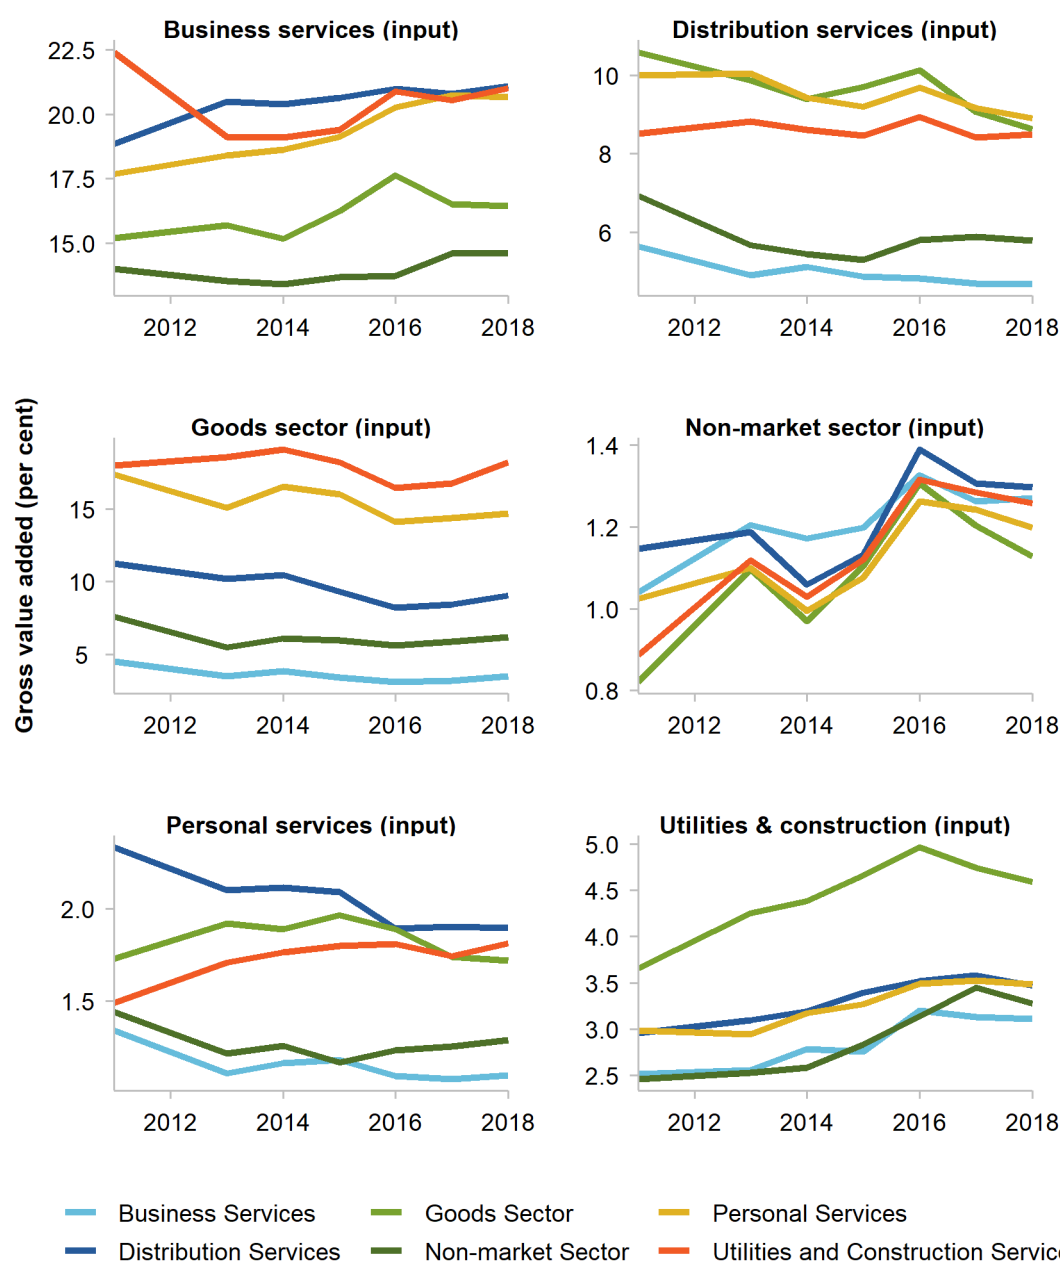 Business services (input)
Distribution services (input)
22.5
20.0
17.5
15.0
2012 2014 2016 2018
10
8
6
2012 2014 2016 2018
Gross value added (per cent)
Goods sector (input)
Non-market sector (input)
15
10
5
2012 2014 2016 2018
1.4
1.2
1.0
0.8
2012 2014 2016 2018
Personal services (input)
Utilities & construction (input)
2.0
1.5
2012 2014 2016 2018
5.0
4.5
4.0
3.5
3.0
2.5
2012 2014 2016 2018
Business Services Goods Sector Personal Services
Distribution Services Non-market Sector Utilities and Construction Servic